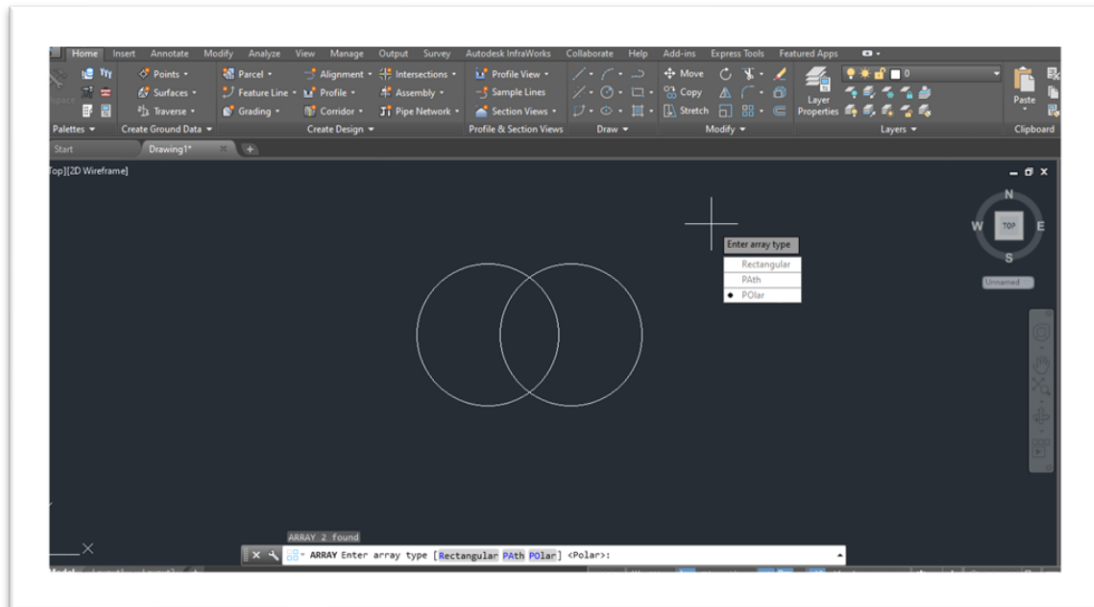 Home Insert Annotate Modify Analyze View Manage Output Survey Autodesk InfraWorks Collaborate Help Add-ins Express Tools Featured Apps
Points Parcel Alignment Intersections Profile View Move 0
Surfaces Feature Line Profile Assembly Sample Lines Copy Layer Paste
Traverse Grading Corridor Pipe Network Section Views Stretch Properties
Palettes Create Ground Data Create Design Profile & Section Views Draw Modify Layers Clipboard
Start Drawing1* +
Top][2D Wireframe]
N
W TOP E
S
Unnamed
Enter array type
Rectangular
PAth
POlar
ARRAY 2 found
ARRAY Enter array type [Rectangular PAth POlar] <Polar>: